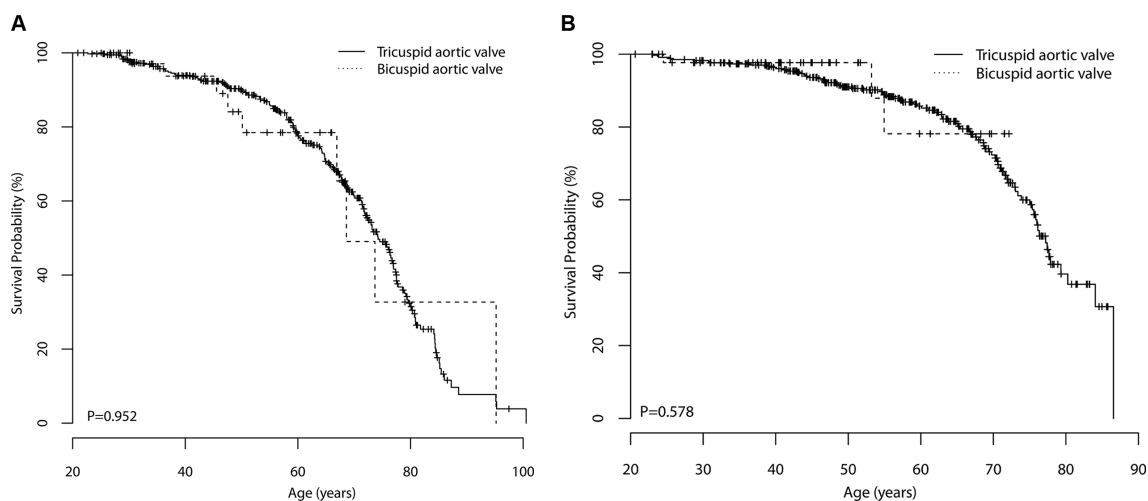 A
Tricuspid aortic valve
Bicuspid aortic valve
Survival Probability (%)
100
80
60
40
20
0
P=0.952
20 40 60 80 100
Age (years)
B
Tricuspid aortic valve
Bicuspid aortic valve
Survival Probability (%)
100
80
60
40
20
0
P=0.578
20 30 40 50 60 70 80 90
Age (years)